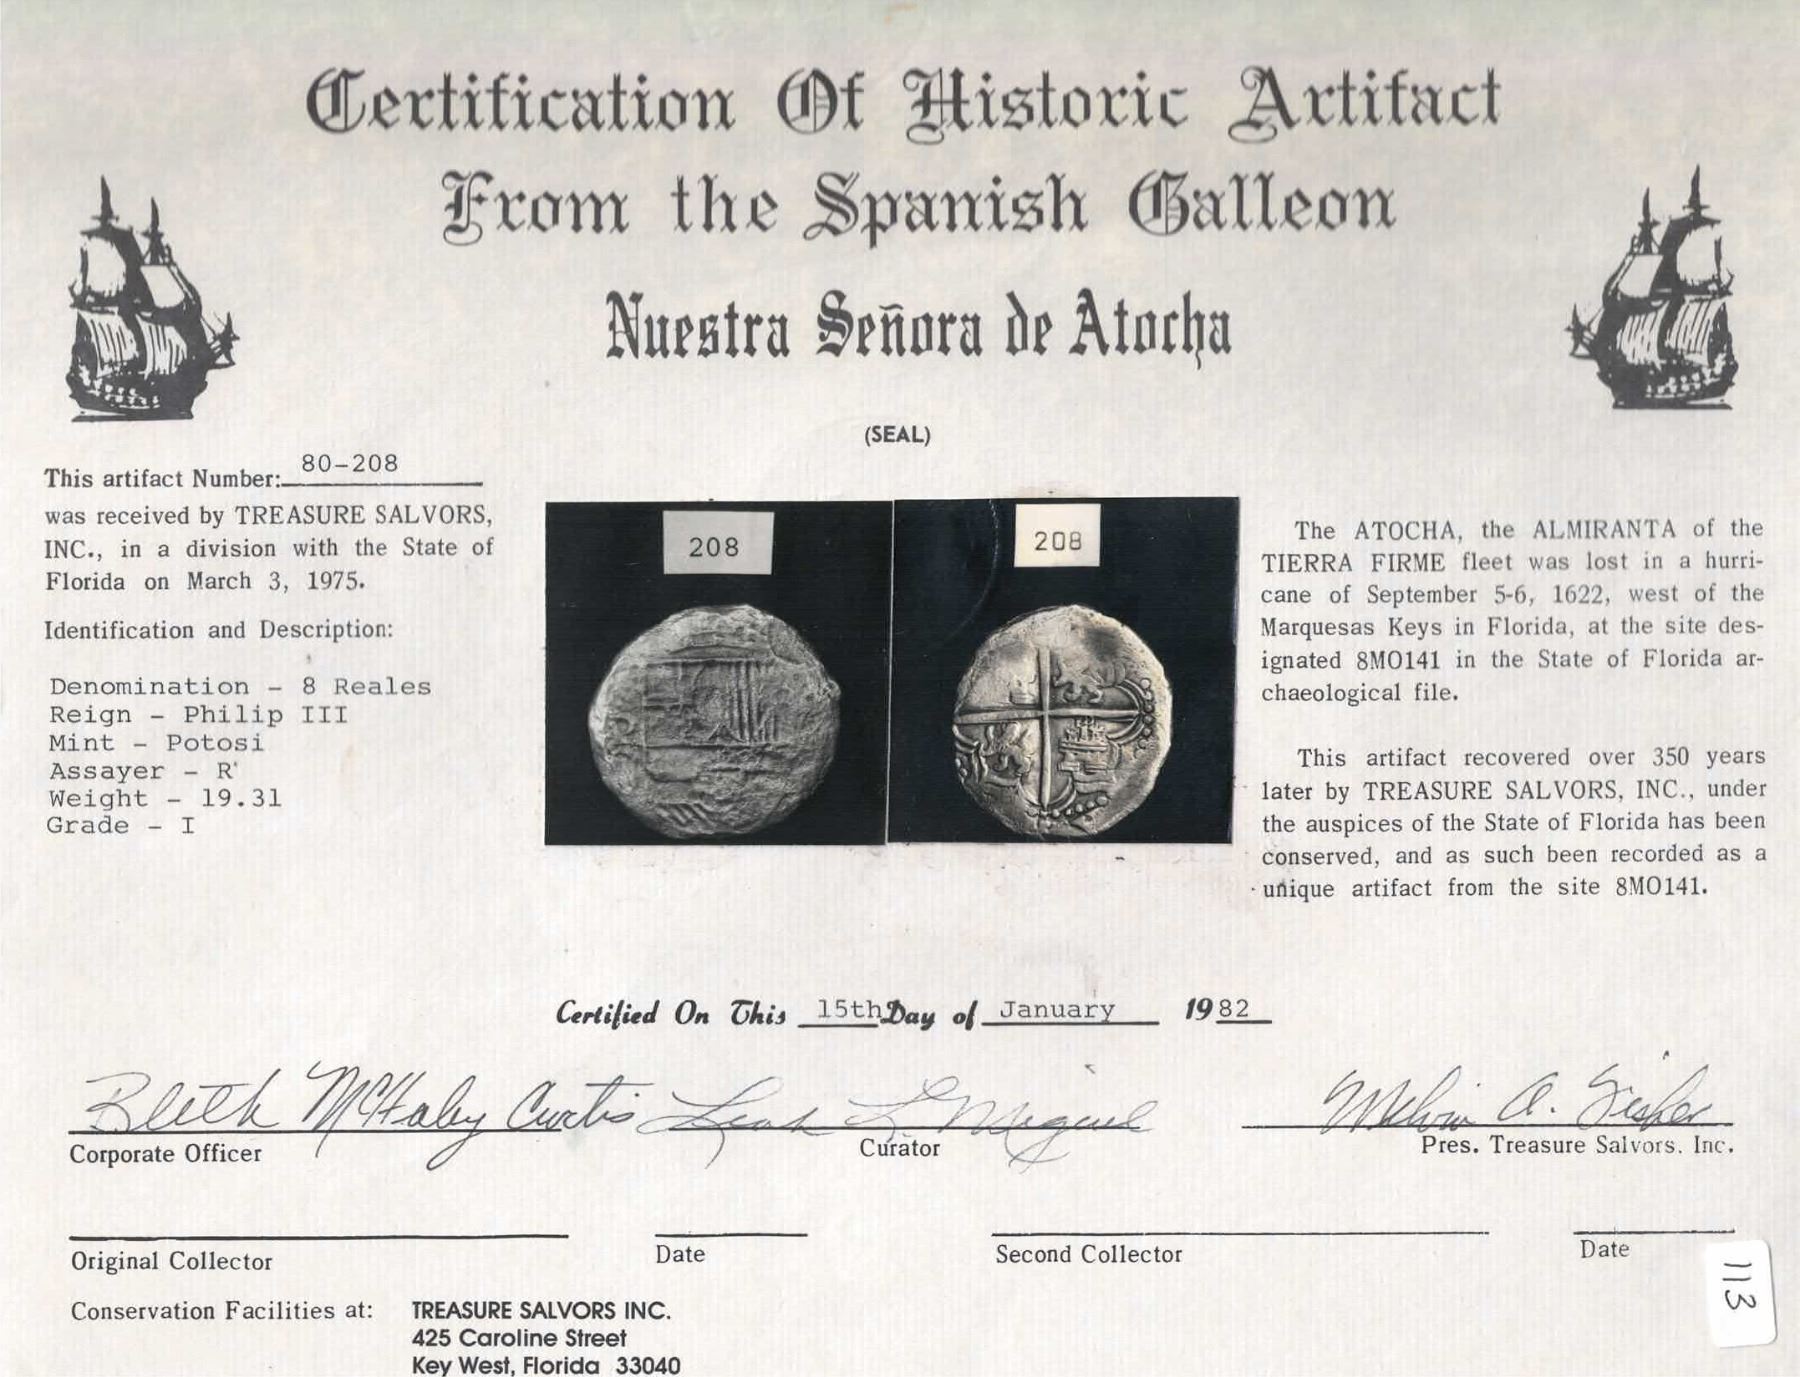 Certification Of Historic Artifact
From the Spanish Galleon
Nuestra Señora de Atocha
(SEAL)
This artifact Number: 80-208
was received by TREASURE SALVORS,
INC., in a division with the State of
Florida on March 3, 1975.
Identification and Description:
Denomination - 8 Reales
Reign - Philip III
Mint - Potosi
Assayer - R'
Weight - 19.31
Grade - I
208
208
The ATOCHA, the ALMIRANTA of the
TIERRA FIRME fleet was lost in a hurri-
cane of September 5-6, 1622, west of the
Marquesas Keys in Florida, at the site des-
ignated 8MO141 in the State of Florida ar-
chaeological file.
This artifact recovered over 350 years
later by TREASURE SALVORS, INC., under
the auspices of the State of Florida has been
conserved, and as such been recorded as a
unique artifact from the site 8MO141.
Certified On This 15th Day of January 1982
Bleth McHaley Curtis Leah L. Miguel Melvin A. Fisher
Corporate Officer Curator Pres. Treasure Salvors, Inc.
Original Collector Date Second Collector Date
113
Conservation Facilities at: TREASURE SALVORS INC.
425 Caroline Street
Key West, Florida 33040